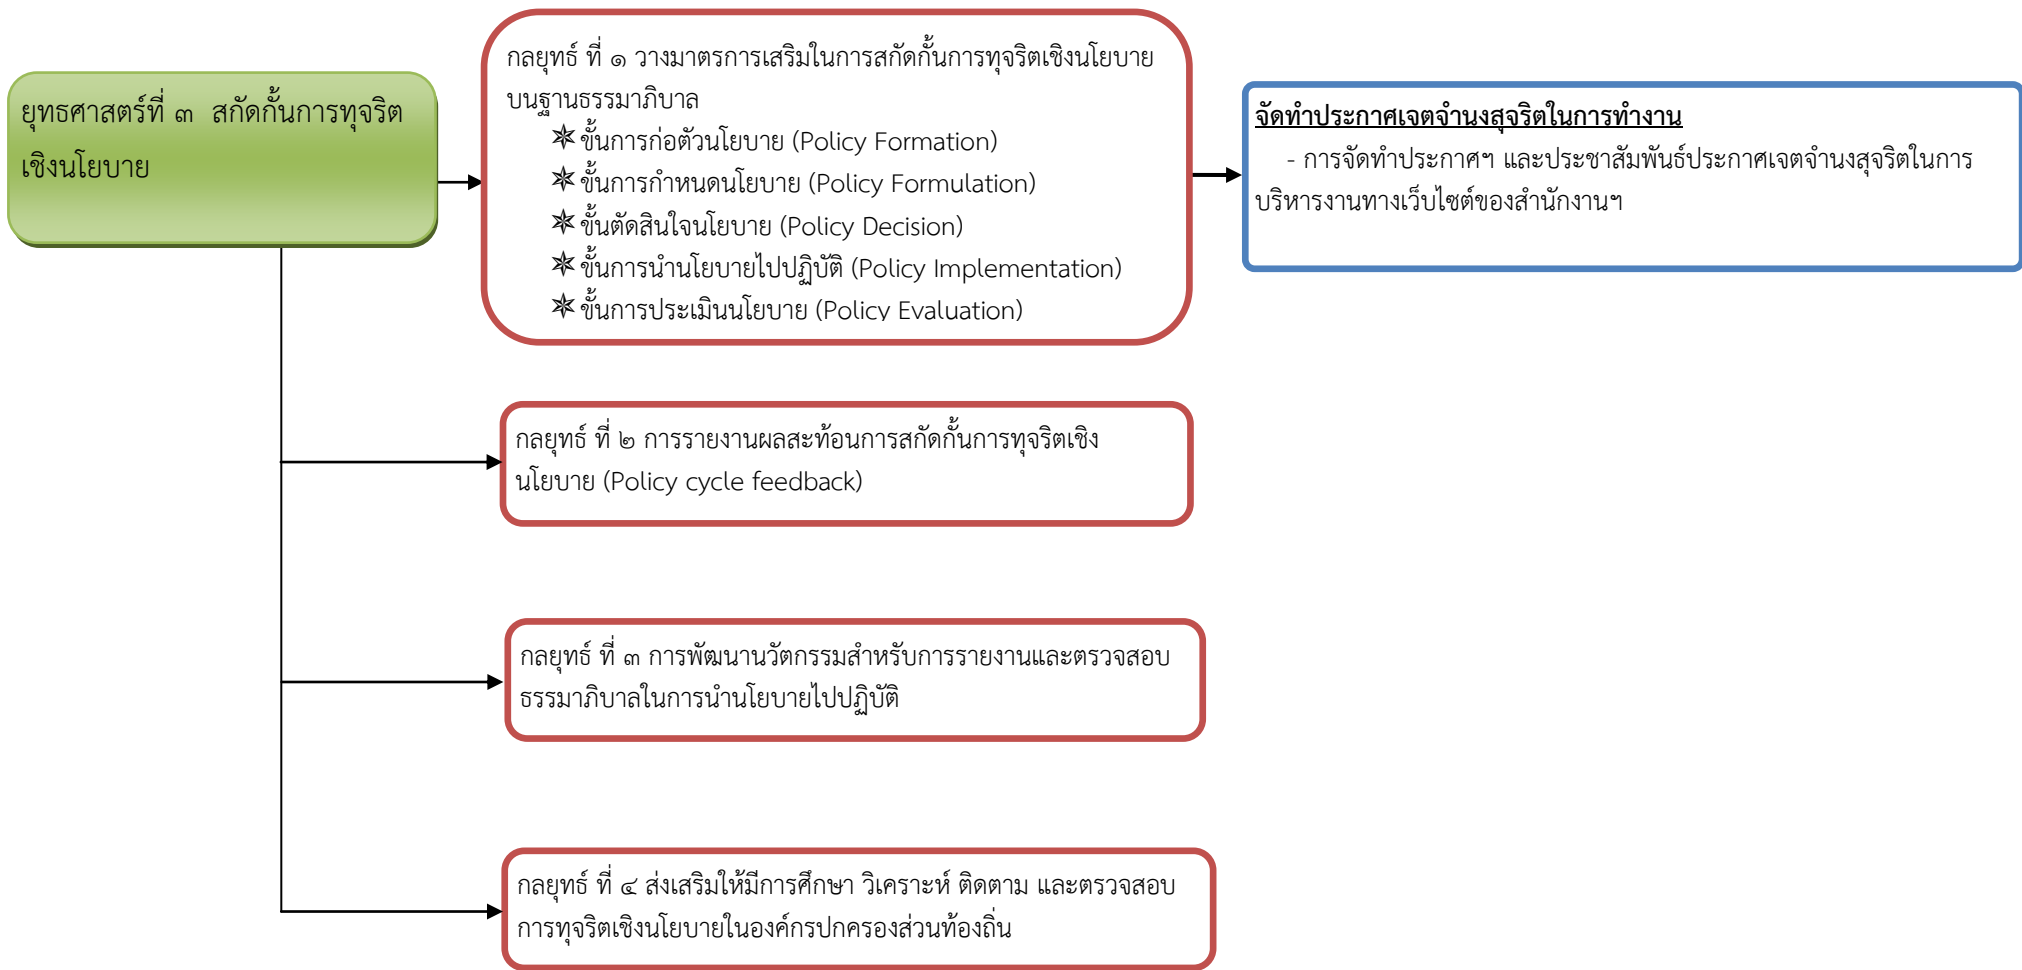 ยุทธศาสตร์ที่ ๓ สกัดกั้นการทุจริต
เชิงนโยบาย
กลยุทธ์ ที่ ๑ วางมาตรการเสริมในการสกัดกั้นการทุจริตเชิงนโยบาย
บนฐานธรรมาภิบาล
ขั้นการก่อตัวนโยบาย (Policy Formation)
ขั้นการกำหนดนโยบาย (Policy Formulation)
ขั้นตัดสินใจนโยบาย (Policy Decision)
ขั้นการนำนโยบายไปปฏิบัติ (Policy Implementation)
ขั้นการประเมินนโยบาย (Policy Evaluation)
จัดทำประกาศเจตจำนงสุจริตในการทำงาน
- การจัดทำประกาศฯ และประชาสัมพันธ์ประกาศเจตจำนงสุจริตในการ
บริหารงานทางเว็บไซต์ของสำนักงานฯ
กลยุทธ์ ที่ ๒ การรายงานผลสะท้อนการสกัดกั้นการทุจริตเชิง
นโยบาย (Policy cycle feedback)
กลยุทธ์ ที่ ๓ การพัฒนานวัตกรรมสำหรับการรายงานและตรวจสอบ
ธรรมาภิบาลในการนำนโยบายไปปฏิบัติ
กลยุทธ์ ที่ ๔ ส่งเสริมให้มีการศึกษา วิเคราะห์ ติดตาม และตรวจสอบ
การทุจริตเชิงนโยบายในองค์กรปกครองส่วนท้องถิ่น